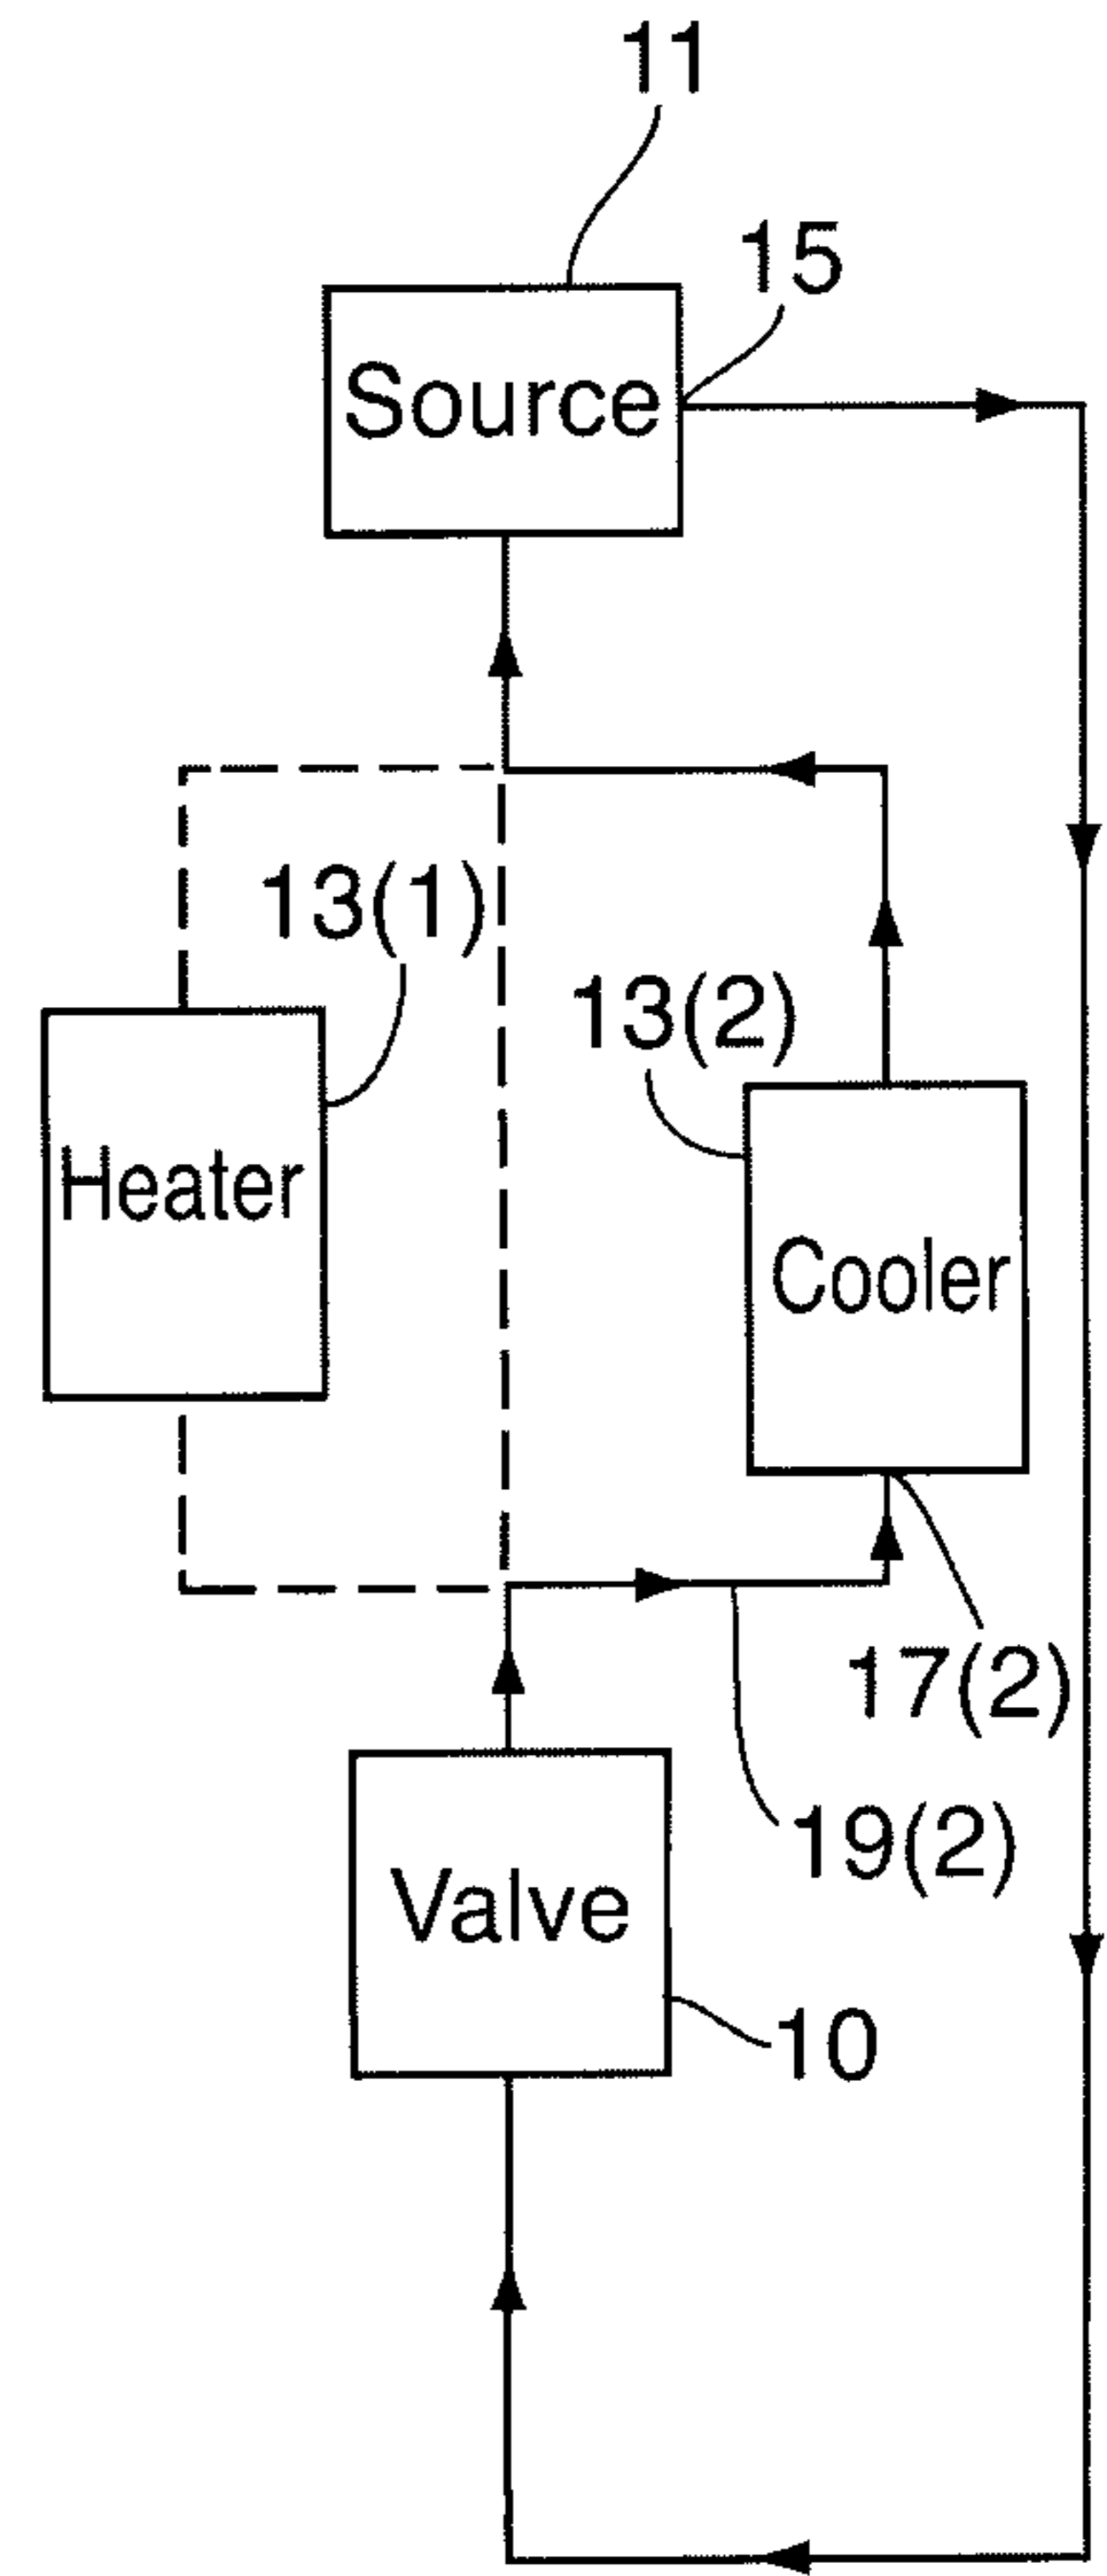 11
15
Source
13(1)
13(2)
Heater
Cooler
17(2)
19(2)
Valve
10